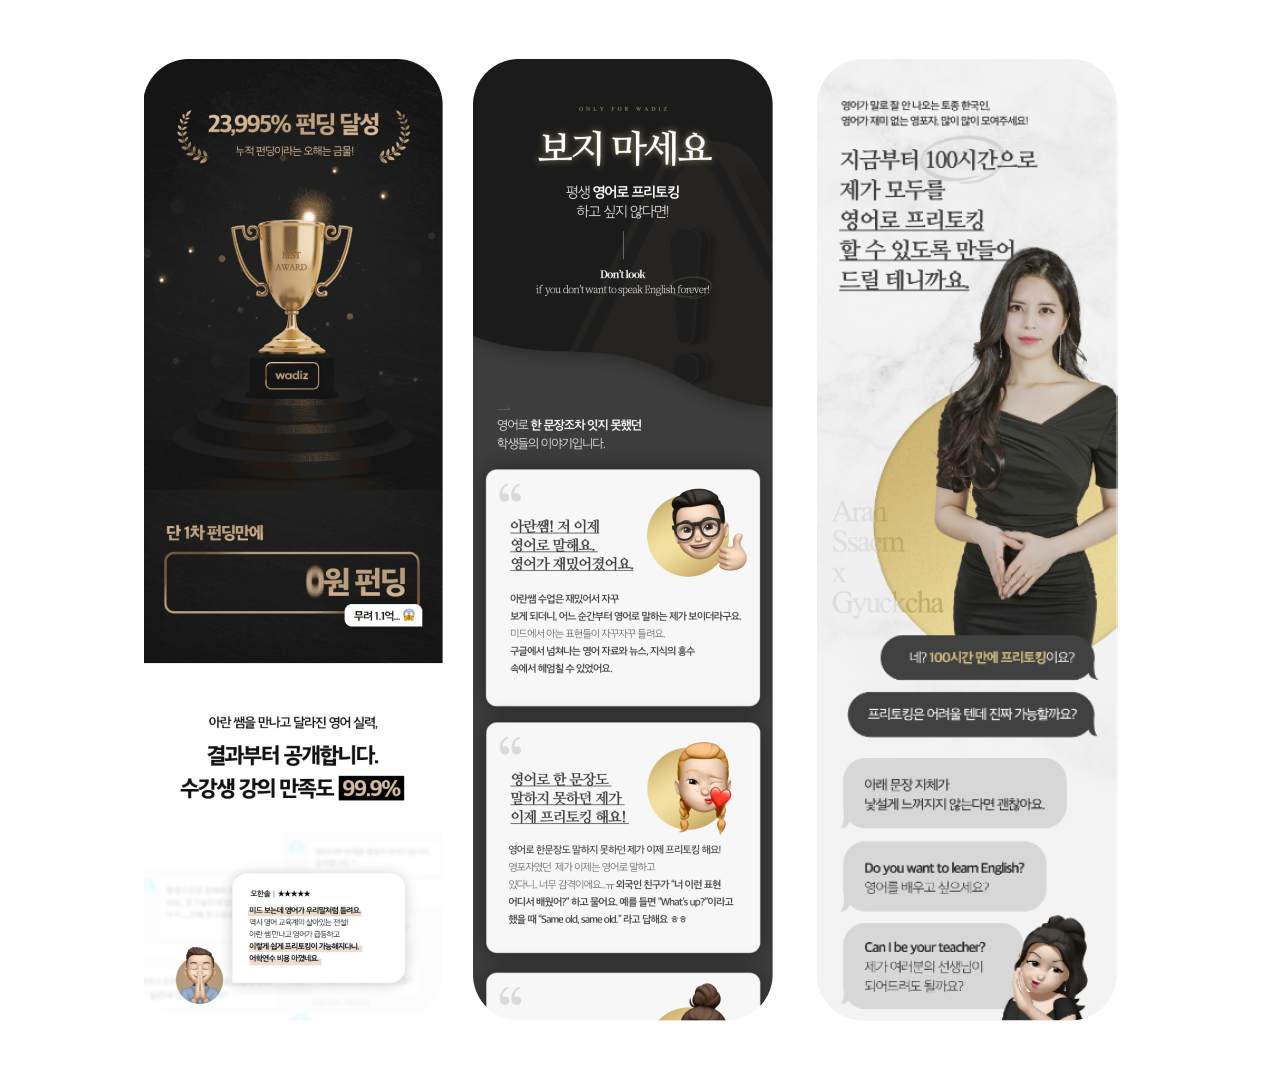 23,995% 펀딩 달성
누적 펀딩이라는 오해는 금물!
BEST
AWARD
wadiz
단 1차 펀딩만에
0원 펀딩
무려 1.1억...
아란 쌤을 만나고 달라진 영어 실력,
결과부터 공개합니다.
수강생 강의 만족도 99.9%
오한솔 | ★★★★★
미드 보는데 영어가 우리말처럼 들려요.
역시 영어 교육계의 살아있는 전설!
아란 쌤 만나고 영어가 급등하고
이렇게 쉽게 프리토킹이 가능해지다니,
어학연수 비용 아꼈네요.
ONLY FOR WADIZ
보지 마세요
평생 영어로 프리토킹
하고 싶지 않다면!
Don't look
if you don't want to speak English forever!
영어로 한 문장조차 잇지 못했던
학생들의 이야기입니다.
아란쌤! 저 이제
영어로 말해요.
영어가 재밌어졌어요.
아란쌤 수업은 재밌어서 자꾸
보게 되더니, 어느 순간부터 영어로 말하는 제가 보이더라구요.
미드에서 아는 표현들이 자꾸자꾸 들려요.
구글에서 넘쳐나는 영어 자료와 뉴스, 지식의 홍수
속에서 헤엄칠 수 있었어요.
영어로 한 문장도
말하지 못하던 제가
이제 프리토킹 해요!
영어로 한문장도 말하지 못하던 제가 이제 프리토킹 해요!
영포자였던 제가 이제는 영어로 말하고
있다니, 너무 감격이에요...ㅠ 외국인 친구가 "너 이런 표현
어디서 배웠어?" 하고 물어요. 예를 들면 "What's up?"이라고
했을 때 "Same old, same old." 라고 답해요 ㅎㅎ
영어가 말로 잘 안 나오는 토종 한국인,
영어가 재미 없는 영포자, 많이 많이 모여주세요!
지금부터 100시간으로
제가 모두를
영어로 프리토킹
할 수 있도록 만들어
드릴 테니까요.
Aran
Ssaem
x
Gyuckcha
네? 100시간 만에 프리토킹이요?
프리토킹은 어려울 텐데 진짜 가능할까요?
아래 문장 자체가
낯설게 느껴지지 않는다면 괜찮아요.
Do you want to learn English?
영어를 배우고 싶으세요?
Can I be your teacher?
제가 여러분의 선생님이
되어드려도 될까요?